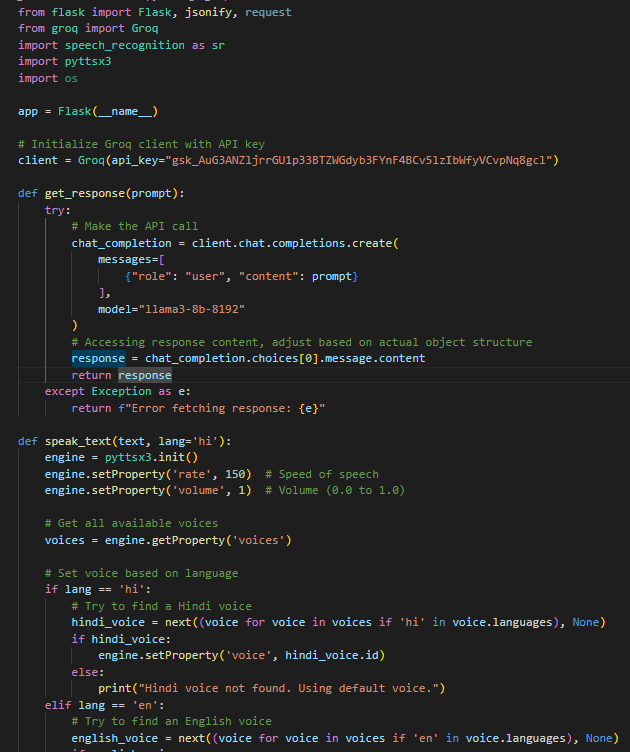 from flask import Flask, jsonify, request
from groq import Groq
import speech_recognition as sr
import pyttsx3
import os
app = Flask(__name__)
# Initialize Groq client with API key
client = Groq(api_key="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")
def get_response(prompt):
try:
# Make the API call
chat_completion = client.chat.completions.create(
messages=[
{"role": "user", "content": prompt}
],
model="llama3-8b-8192"
)
# Accessing response content, adjust based on actual object structure
response = chat_completion.choices[0].message.content
return response
except Exception as e:
return f"Error fetching response: {e}"
def speak_text(text, lang='hi'):
engine = pyttsx3.init()
engine.setProperty('rate', 150)  # Speed of speech
engine.setProperty('volume', 1)  # Volume (0.0 to 1.0)
# Get all available voices
voices = engine.getProperty('voices')
# Set voice based on language
if lang == 'hi':
# Try to find a Hindi voice
hindi_voice = next((voice for voice in voices if 'hi' in voice.languages), None)
if hindi_voice:
engine.setProperty('voice', hindi_voice.id)
else:
print("Hindi voice not found. Using default voice.")
elif lang == 'en':
# Try to find an English voice
english_voice = next((voice for voice in voices if 'en' in voice.languages), None)